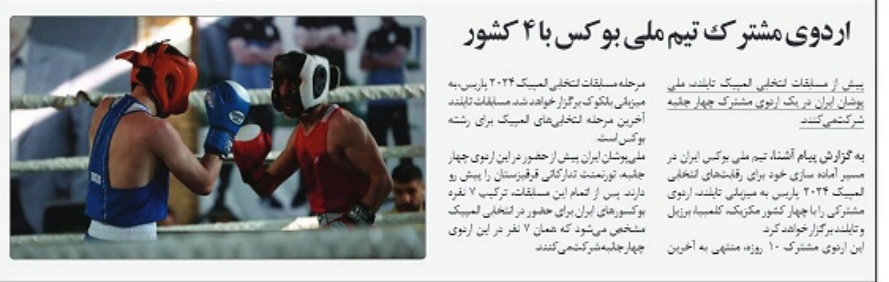 اردوی مشترک تیم ملی بوکس با ۴ کشور
پیش از مسابقات انتخابی المپیک تایلند، ملی
پوشان ایران در یک اردوی مشترک چهار جانبه
شرکت می‌کنند.
به گزارش پیام آشنا، تیم ملی بوکس ایران در
مسیر آماده سازی خود برای رقابت‌های انتخابی
المپیک ۲۰۲۴ پاریس به میزبانی تایلند، اردوی
مشترکی را با چهار کشور مکزیک، کلمبیا، برزیل
و تایلند برگزار خواهد کرد.
این اردوی مشترک ۱۰ روزه، منتهی به آخرین
مرحله مسابقات انتخابی المپیک ۲۰۲۴ پاریس، به
میزبانی بانکوک برگزار خواهد شد. مسابقات تایلند
آخرین مرحله انتخابی‌های المپیک برای رشته
بوکس است.
ملی‌پوشان ایران پیش از حضور در این اردوی چهار
جانبه، تورنمنت تدارکاتی قرقیزستان را پیش رو
دارند. پس از اتمام این مسابقات، ترکیب ۷ نفره
بوکسورهای ایران برای حضور در انتخابی المپیک
مشخص می‌شود که همان ۷ نفر در این اردوی
چهار جانبه شرکت می‌کنند.